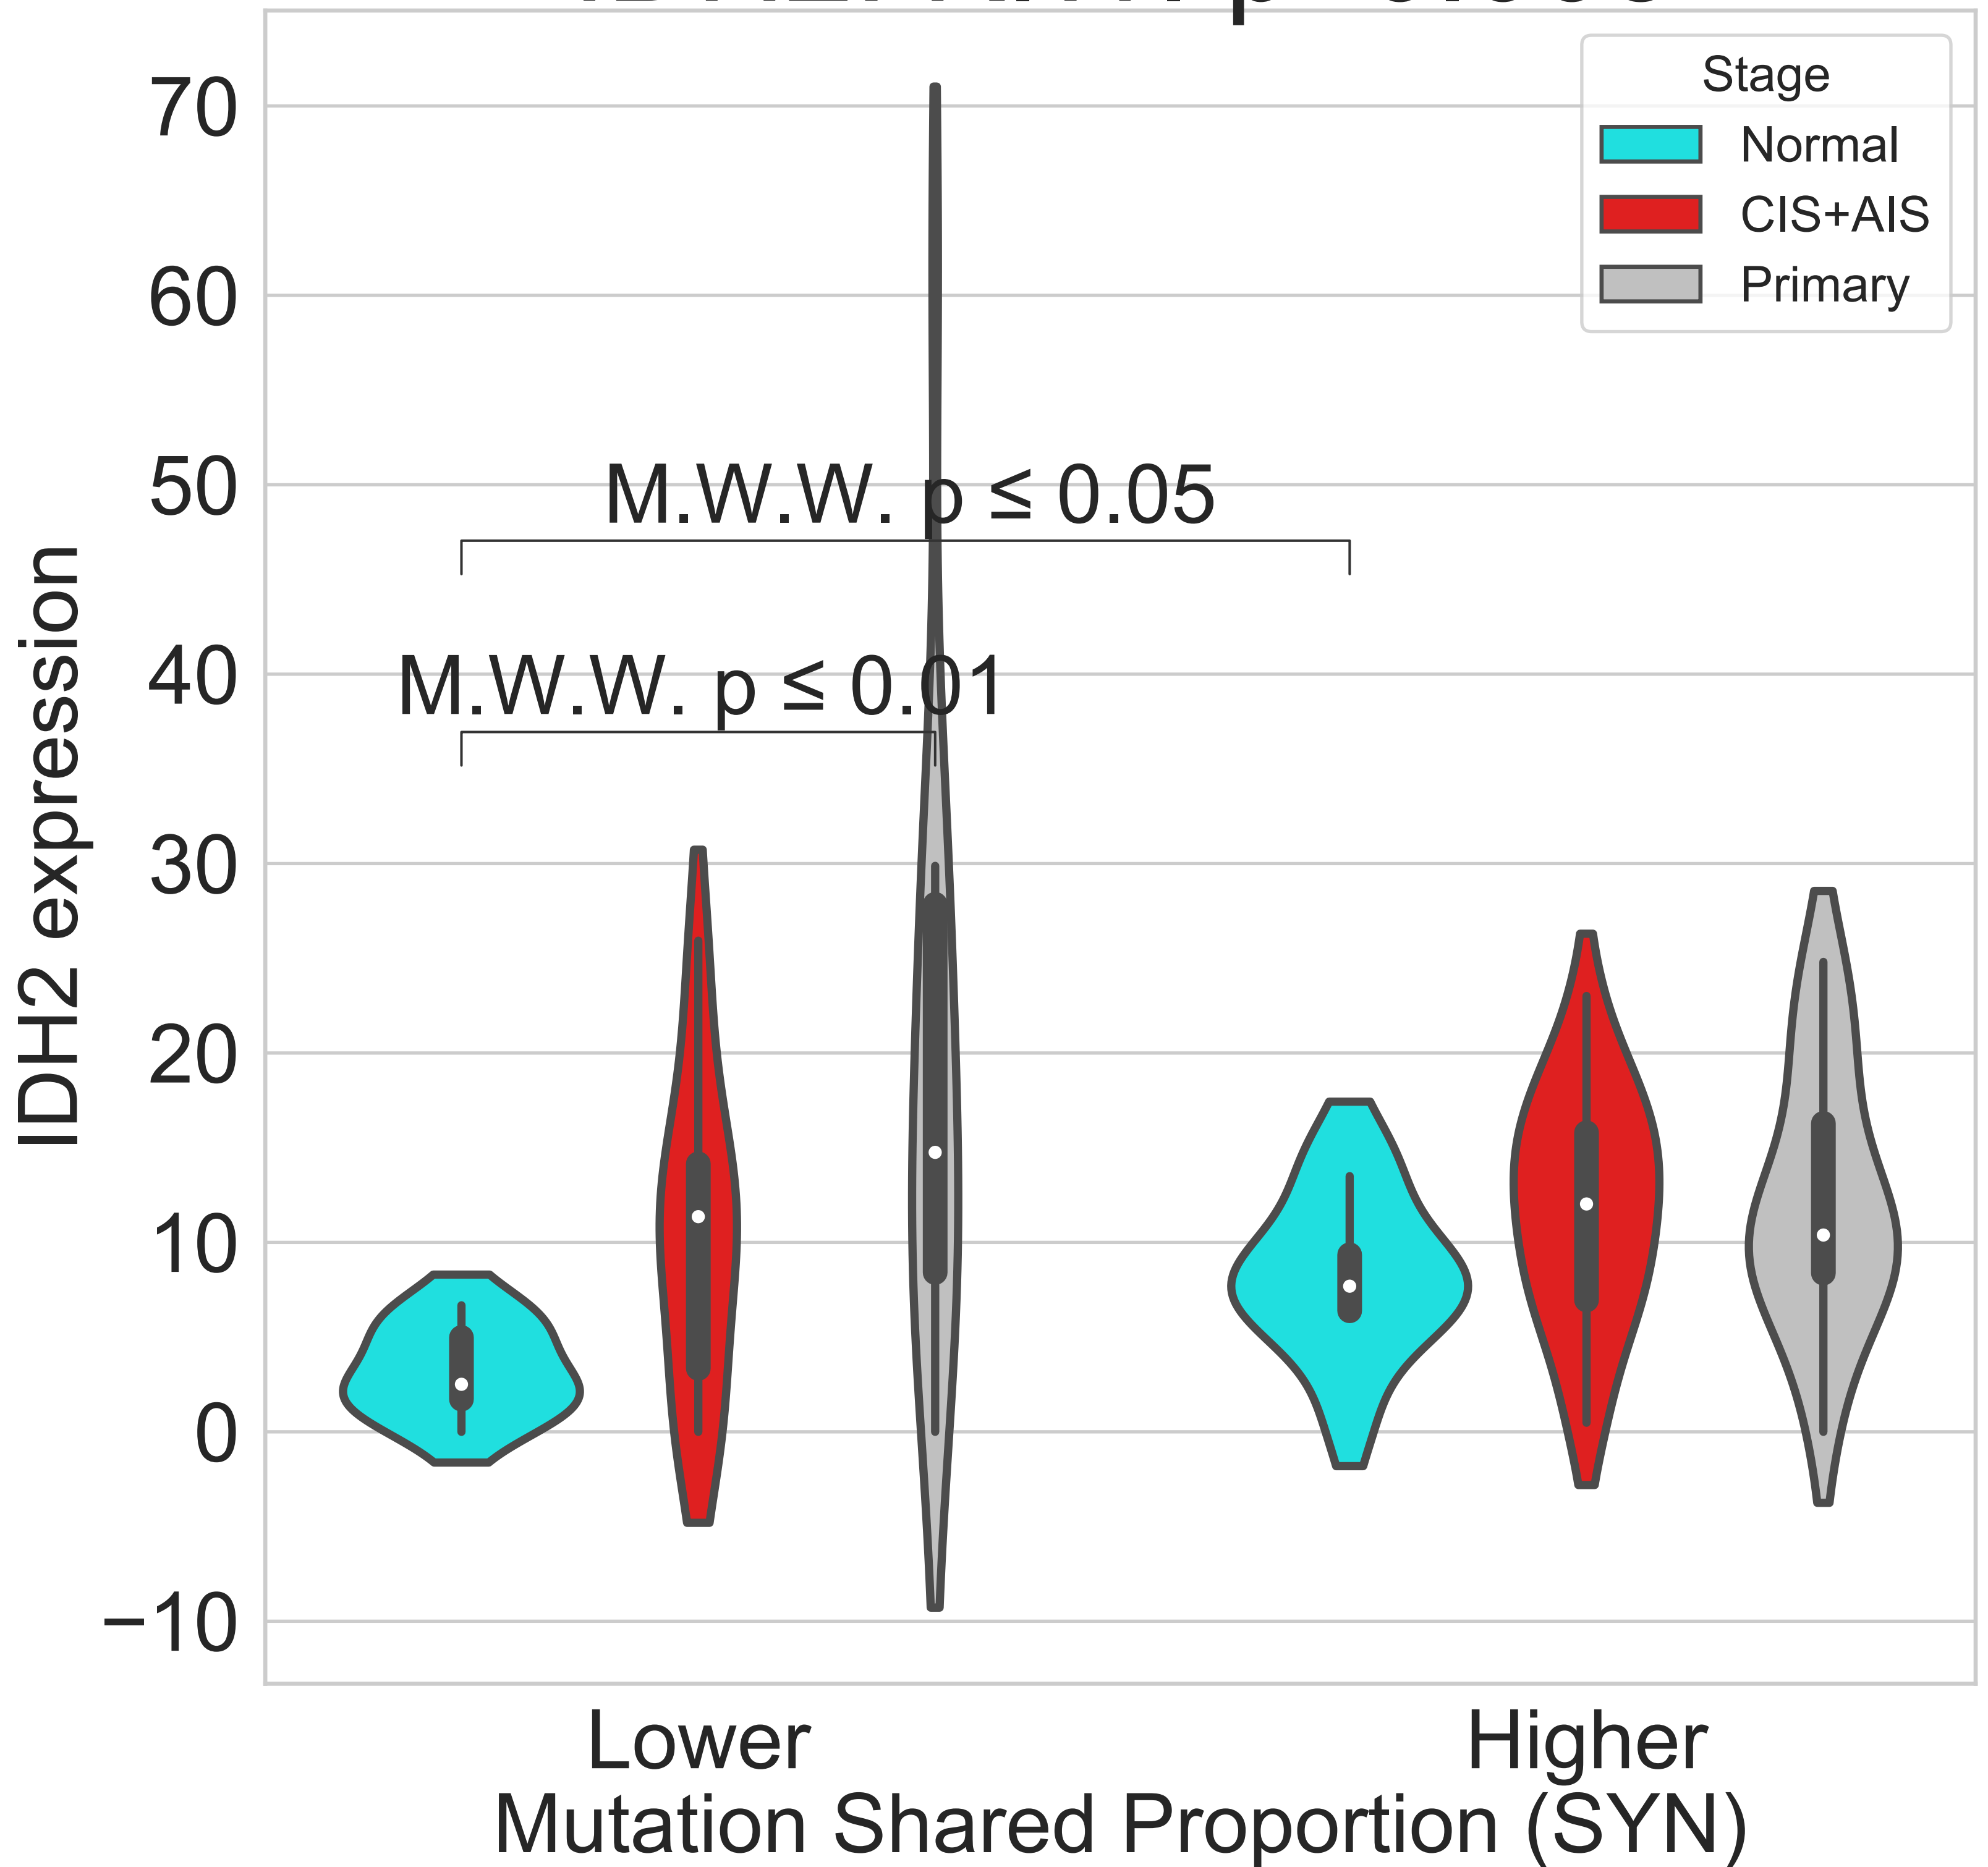 Stage
Normal
CIS+AIS
Primary
70
60
50
40
30
20
10
0
−10
IDH2 expression
M.W.W. p ≤ 0.05
M.W.W. p ≤ 0.01
Lower
Higher
Mutation Shared Proportion (SYN)